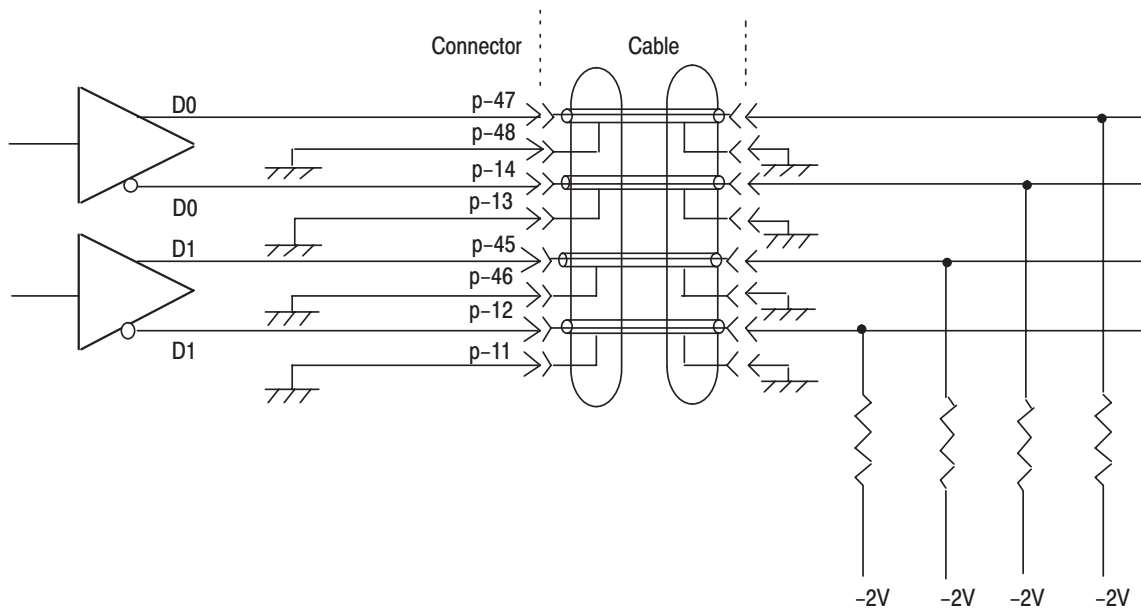 Connector
Cable
D0
p-47
p-48
p-14
D0
p-13
D1
p-45
p-46
p-12
D1
p-11
-2V -2V -2V -2V